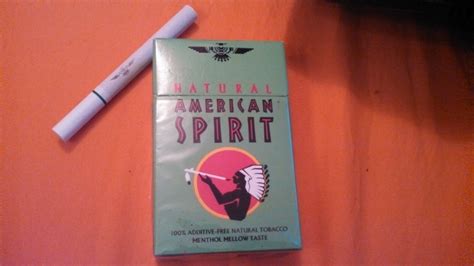 NATURAL
AMERICAN
SPIRIT
100% ADDITIVE-FREE NATURAL TOBACCO
MENTHOL MELLOW TASTE